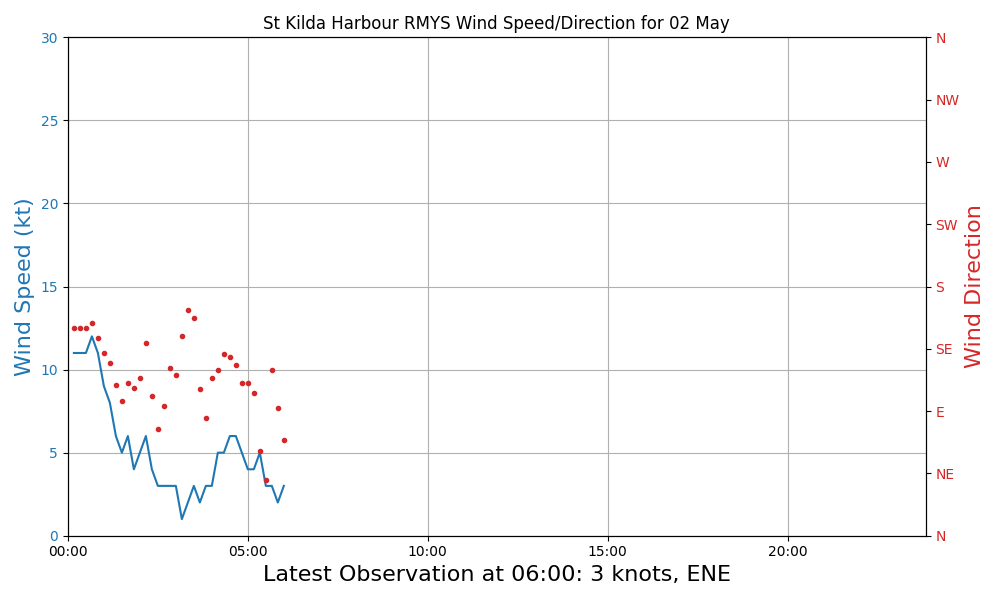 St Kilda Harbour RMYS Wind Speed/Direction for 02 May
30
25
20
15
10
5
0
Wind Speed (kt)
N
NW
W
SW
S
SE
E
NE
N
Wind Direction
00:00 05:00 10:00 15:00 20:00
Latest Observation at 06:00: 3 knots, ENE